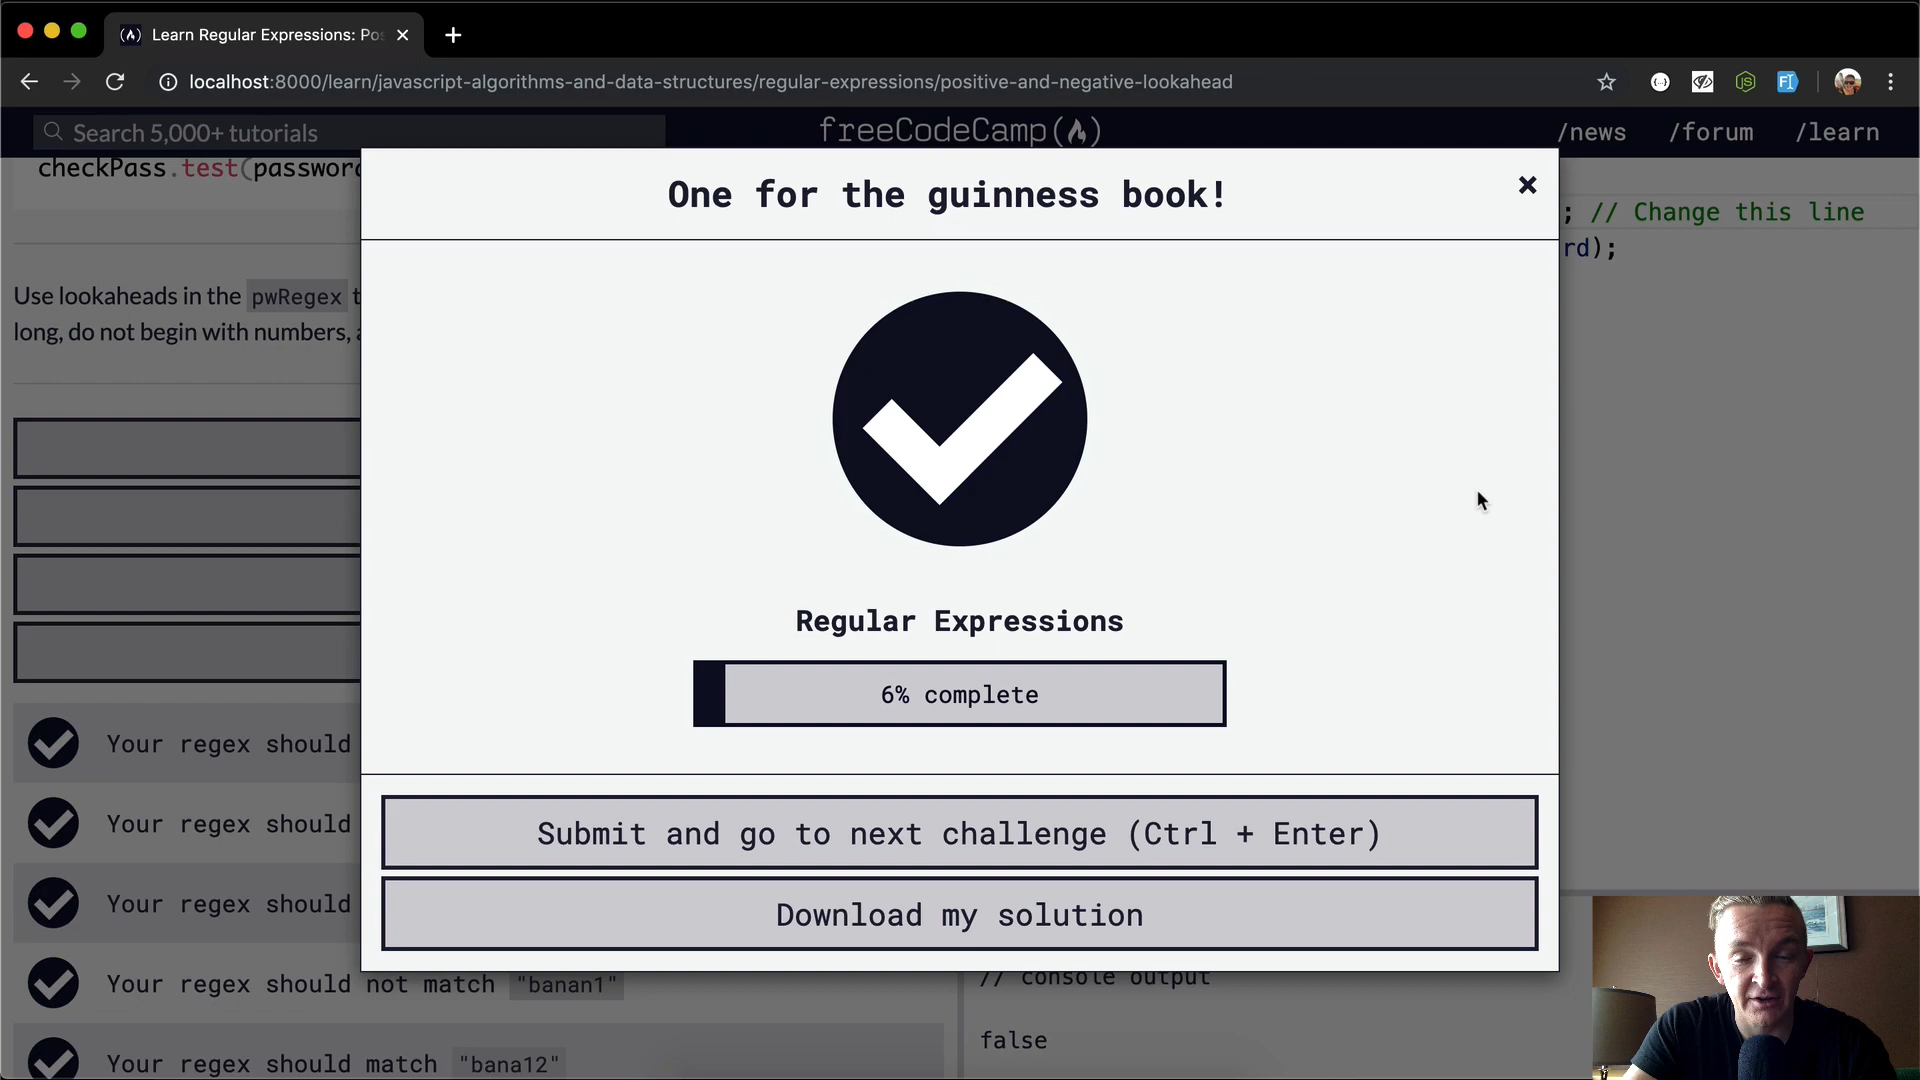 Learn Regular Expressions: Pos
localhost:8000/learn/javascript-algorithms-and-data-structures/regular-expressions/positive-and-negative-lookahead
Search 5,000+ tutorials
freeCodeCamp
/news
/forum
/learn
checkPass.test(password
One for the guinness book!
; // Change this line
rd);
Use lookaheads in the pwRegex t
long, do not begin with numbers, a
Regular Expressions
6% complete
Submit and go to next challenge (Ctrl + Enter)
Download my solution
Your regex should
Your regex should
Your regex should
Your regex should not match "banan1"
Your regex should match "bana12"
// console output
false